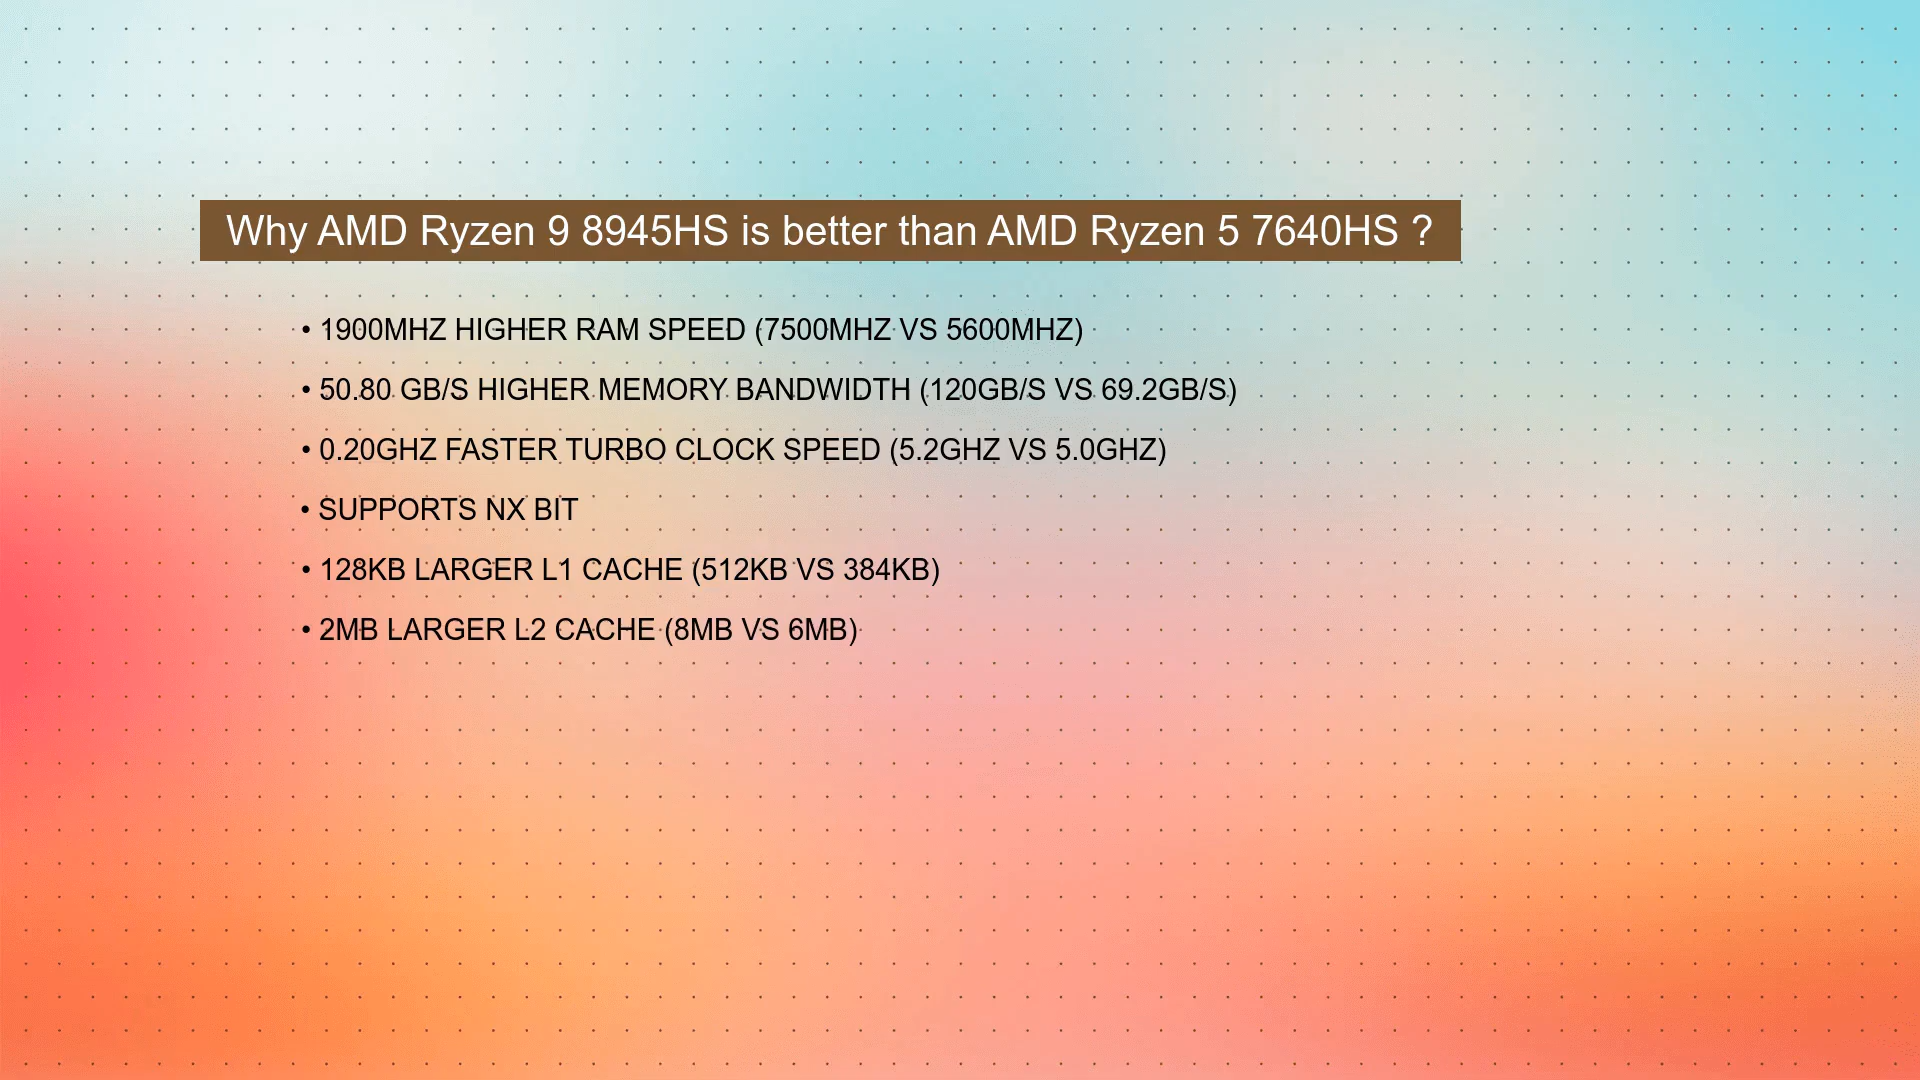 Why AMD Ryzen 9 8945HS is better than AMD Ryzen 5 7640HS ?
• 1900MHZ HIGHER RAM SPEED (7500MHZ VS 5600MHZ)
• 50.80 GB/S HIGHER MEMORY BANDWIDTH (120GB/S VS 69.2GB/S)
• 0.20GHZ FASTER TURBO CLOCK SPEED (5.2GHZ VS 5.0GHZ)
• SUPPORTS NX BIT
• 128KB LARGER L1 CACHE (512KB VS 384KB)
• 2MB LARGER L2 CACHE (8MB VS 6MB)